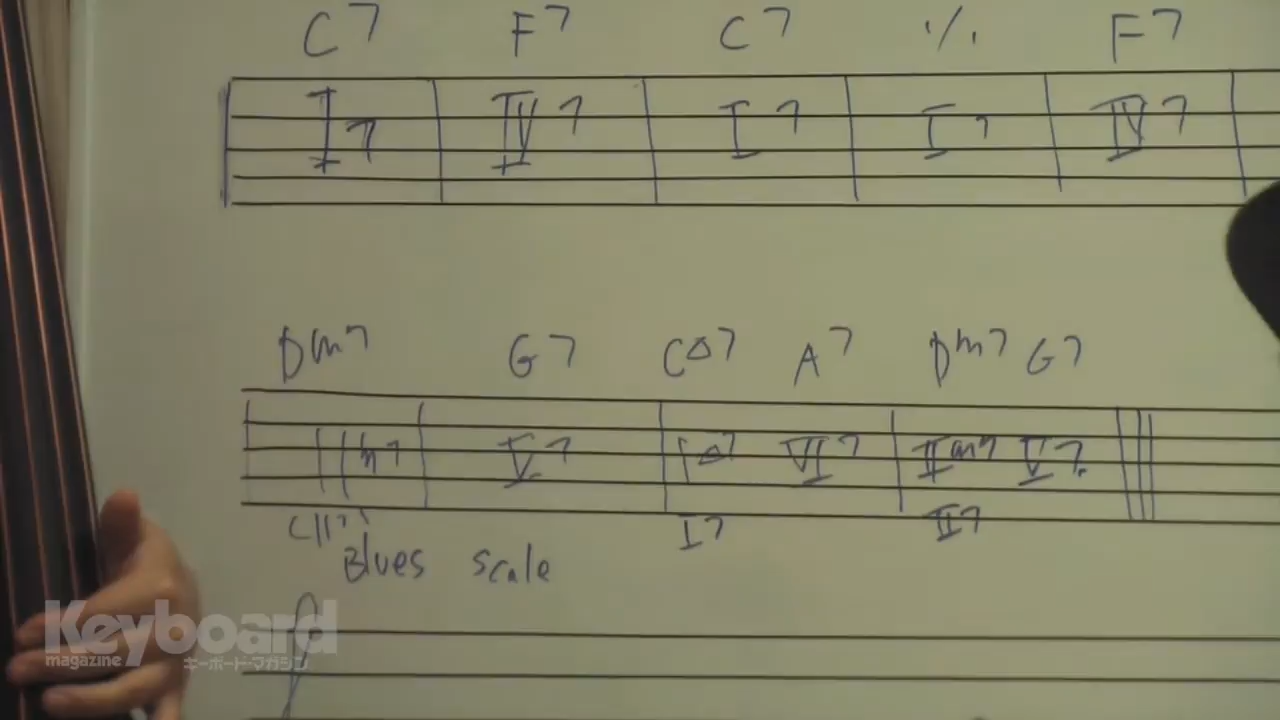 C7 F7 C7 ٪ F7
I7 IV7 I7 I7 IV7
Dm7 G7 C△7 A7 Dm7 G7
IIm7 V7 I△7 VI7 IIm7 V7
I7 II7
Blues scale
Keyboard
magazine キーボード・マガジン